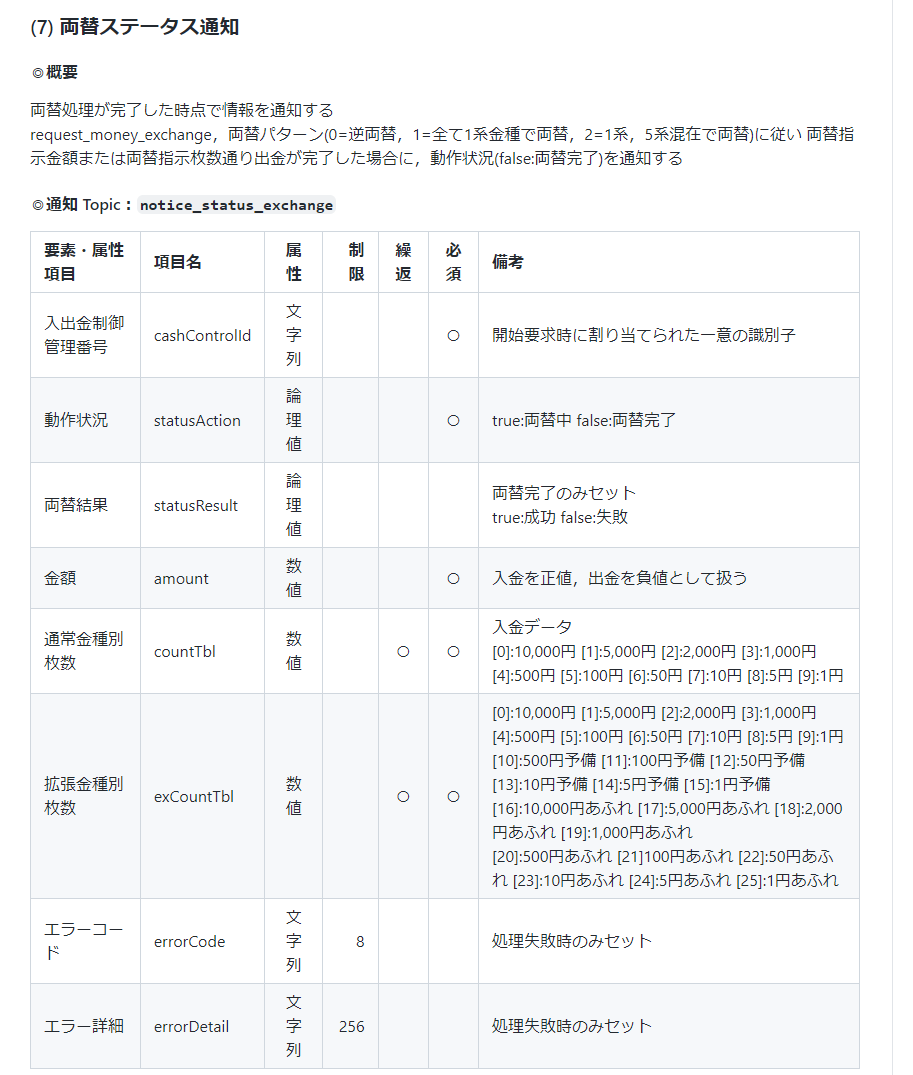 (7) 両替ステータス通知
◎概要
両替処理が完了した時点で情報を通知する
request_money_exchange，両替パターン(0=逆両替，1=全て1系金種で両替，2=1系，5系混在で両替)に従い 両替指
示金額または両替指示枚数通り出金が完了した場合に，動作状況(false:両替完了)を通知する
◎通知 Topic： notice_status_exchange
要素・属性
項目
項目名
属
性
制
限
繰
返
必
須
備考
入出金制御
管理番号
cashControlId
文
字
列
○
開始要求時に割り当てられた一意の識別子
動作状況
statusAction
論
理
値
○
true:両替中 false:両替完了
両替結果
statusResult
論
理
値
両替完了のみセット
true:成功 false:失敗
金額
amount
数
値
○
入金を正値，出金を負値として扱う
通常金種別
枚数
countTbl
数
値
○
○
入金データ
[0]:10,000円 [1]:5,000円 [2]:2,000円 [3]:1,000円
[4]:500円 [5]:100円 [6]:50円 [7]:10円 [8]:5円 [9]:1円
拡張金種別
枚数
exCountTbl
数
値
○
○
[0]:10,000円 [1]:5,000円 [2]:2,000円 [3]:1,000円
[4]:500円 [5]:100円 [6]:50円 [7]:10円 [8]:5円 [9]:1円
[10]:500円予備 [11]:100円予備 [12]:50円予備
[13]:10円予備 [14]:5円予備 [15]:1円予備
[16]:10,000円あふれ [17]:5,000円あふれ [18]:2,000
円あふれ [19]:1,000円あふれ
[20]:500円あふれ [21]100円あふれ [22]:50円あふ
れ [23]:10円あふれ [24]:5円あふれ [25]:1円あふれ
エラーコー
ド
errorCode
文
字
列
8
処理失敗時のみセット
エラー詳細
errorDetail
文
字
列
256
処理失敗時のみセット